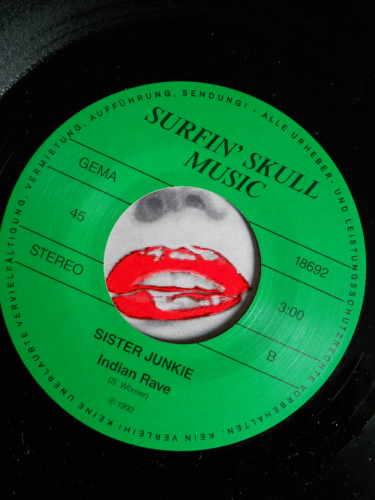 SURFIN' SKULL
MUSIC
GEMA
45
STEREO
18692
3:00
B
SISTER JUNKIE
Indian Rave
(S. Wörner)
℗ 1992
ALLE URHEBER- UND LEISTUNGSSCHUTZRECHTE VORBEHALTEN. KEIN VERLEIH! KEINE UNERLAUBTE VERVIELFÄLTIGUNG, VERMIETUNG, AUFFÜHRUNG, SENDUNG! -